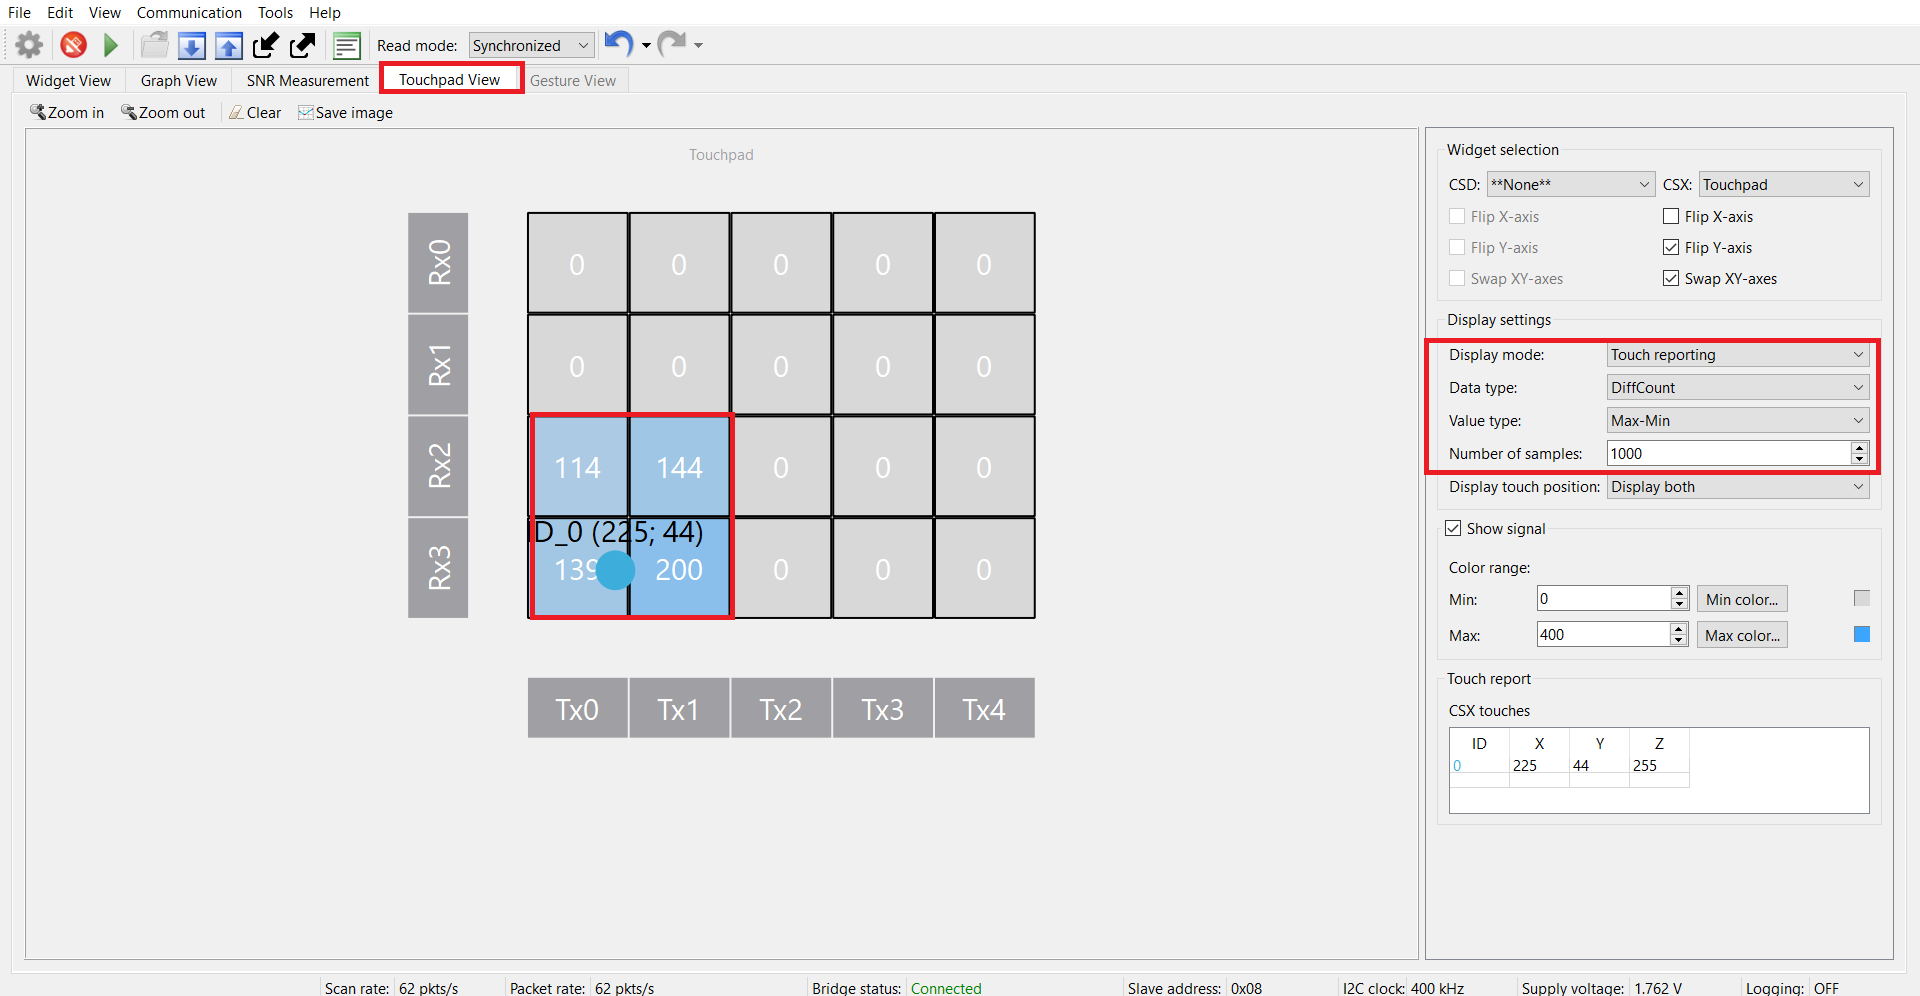 File Edit View Communication Tools Help
Read mode: Synchronized
Widget View Graph View SNR Measurement Touchpad View Gesture View
Zoom in Zoom out Clear Save image
Touchpad
Rx0 0 0 0 0 0
Rx1 0 0 0 0 0
Rx2 114 144 0 0 0
ID_0 (225; 44)
Rx3 139 200 0 0 0
Tx0 Tx1 Tx2 Tx3 Tx4
Widget selection
CSD: **None** CSX: Touchpad
Flip X-axis Flip X-axis
Flip Y-axis Flip Y-axis
Swap XY-axes Swap XY-axes
Display settings
Display mode: Touch reporting
Data type: DiffCount
Value type: Max-Min
Number of samples: 1000
Display touch position: Display both
Show signal
Color range:
Min: 0 Min color...
Max: 400 Max color...
Touch report
CSX touches
ID X Y Z
0 225 44 255
Scan rate: 62 pkts/s Packet rate: 62 pkts/s Bridge status: Connected Slave address: 0x08 I2C clock: 400 kHz Supply voltage: 1.762 V Logging: OFF